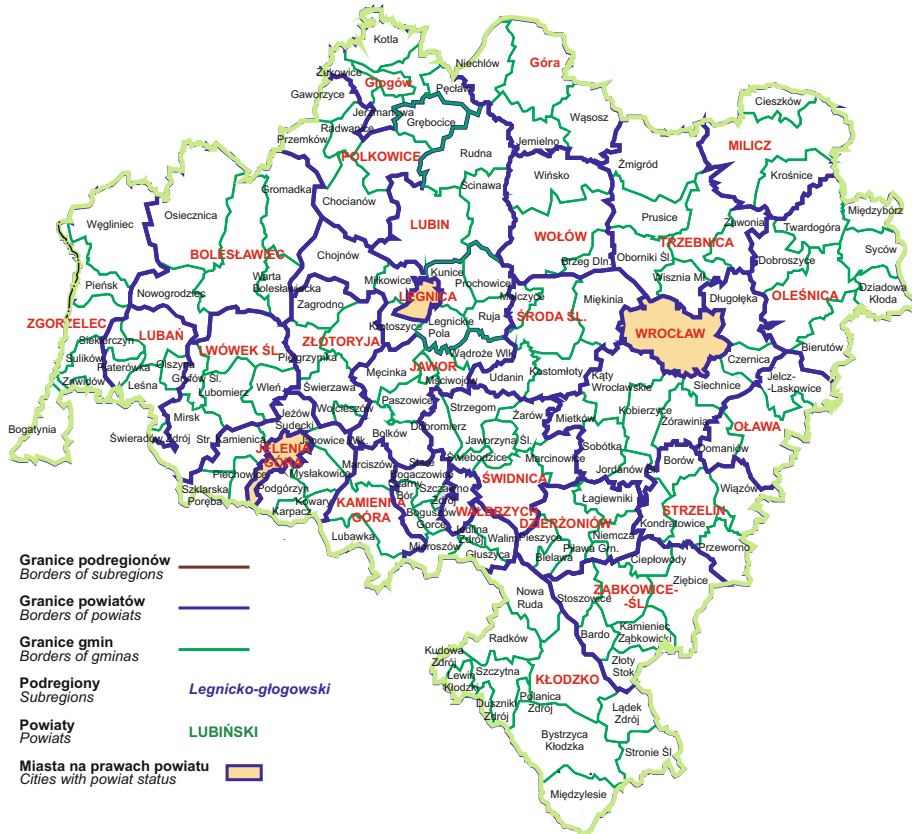 Kotla
Żukowice
Głogów
Niechlów
Góra
Pęcław
Gaworzyce
Jerzmanowa
Grębocice
Wąsosz
Cieszków
Przemków
Radwanice
POLKOWICE
Jemielno
MILICZ
Rudna
Żmigród
Krośnice
Wińsko
Gromadka
Ścinawa
Międzybórz
Chocianów
Prusice
Węgliniec
Osiecznica
LUBIN
Zawonia
Twardogóra
WOŁÓW
TRZEBNICA
Syców
BOLESŁAWIEC
Chojnów
Oborniki Śl.
Brzeg Dln.
Dobroszyce
Kunice
Wisznia Mł.
Dziadowa
Kłoda
Pieńsk
Warta
Bolesławiecka
Miłkowice
Prochowice
OLEŚNICA
Nowogrodziec
LEGNICA
Malczyce
Miękinia
Długołęka
Zagrodno
ZGORZELEC
Legnickie
Pola
Ruja
ŚRODA ŚL.
Krotoszyce
LUBAŃ
WROCŁAW
Siekierczyn
ZŁOTORYJA
LWÓWEK ŚL.
Bierutów
Sulików
Platerówka
Olszyna
Pielgrzymka
Wądroże Wlk.
Czernica
JAWOR
Zawidów
Leśna
Gryfów Śl.
Męcinka
Kostomłoty
Udanin
Kąty
Wrocławskie
Siechnice
Jelcz-
-Laskowice
Mściwojów
Lubomierz
Wleń
Świerzawa
Paszowice
Mirsk
Wojcieszów
Strzegom
Żarów
Mietków
Kobierzyce
Żórawina
Bogatynia
Jeżów
Sudecki
Dobromierz
OŁAWA
Świeradów Zdrój
Str. Kamienica
Janowice Wlk.
Bolków
Jaworzyna Śl.
Sobótka
Domaniów
JELENIA
GÓRA
Świebodzice
Marcinowice
Borów
Piechowice
Mysłakowice
Marciszów
Stare
Bogaczowice
Jordanów Śl.
ŚWIDNICA
Wiązów
Szklarska
Poręba
Podgórzyn
Czarny
Bór
Szczawno
Zdrój
Łagiewniki
Kowary
KAMIENNA
GÓRA
Karpacz
Boguszów
Gorce
WAŁBRZYCH
DZIERŻONIÓW
STRZELIN
Kondratowice
Lubawka
Jedlina
Zdrój
Walim
Pieszyce
Niemcza
Przeworno
Mieroszów
Głuszyca
Bielawa
Piława Grn.
Ciepłowody
Ziębice
Nowa
Ruda
Stoszowice
ZĄBKOWICE-
-ŚL.
Kamieniec
Ząbkowicki
Radków
Bardo
Kudowa
Zdrój
Złoty
Stok
Szczytna
KŁODZKO
Lewin
Kłodzki
Polanica
Zdrój
Duszniki
Zdrój
Lądek
Zdrój
Bystrzyca
Kłodzka
Stronie Śl
Międzylesie
Granice podregionów
Borders of subregions
Granice powiatów
Borders of powiats
Granice gmin
Borders of gminas
Podregiony
Subregions
Legnicko-głogowski
Powiaty
Powiats
LUBIŃSKI
Miasta na prawach powiatu
Cities with powiat status